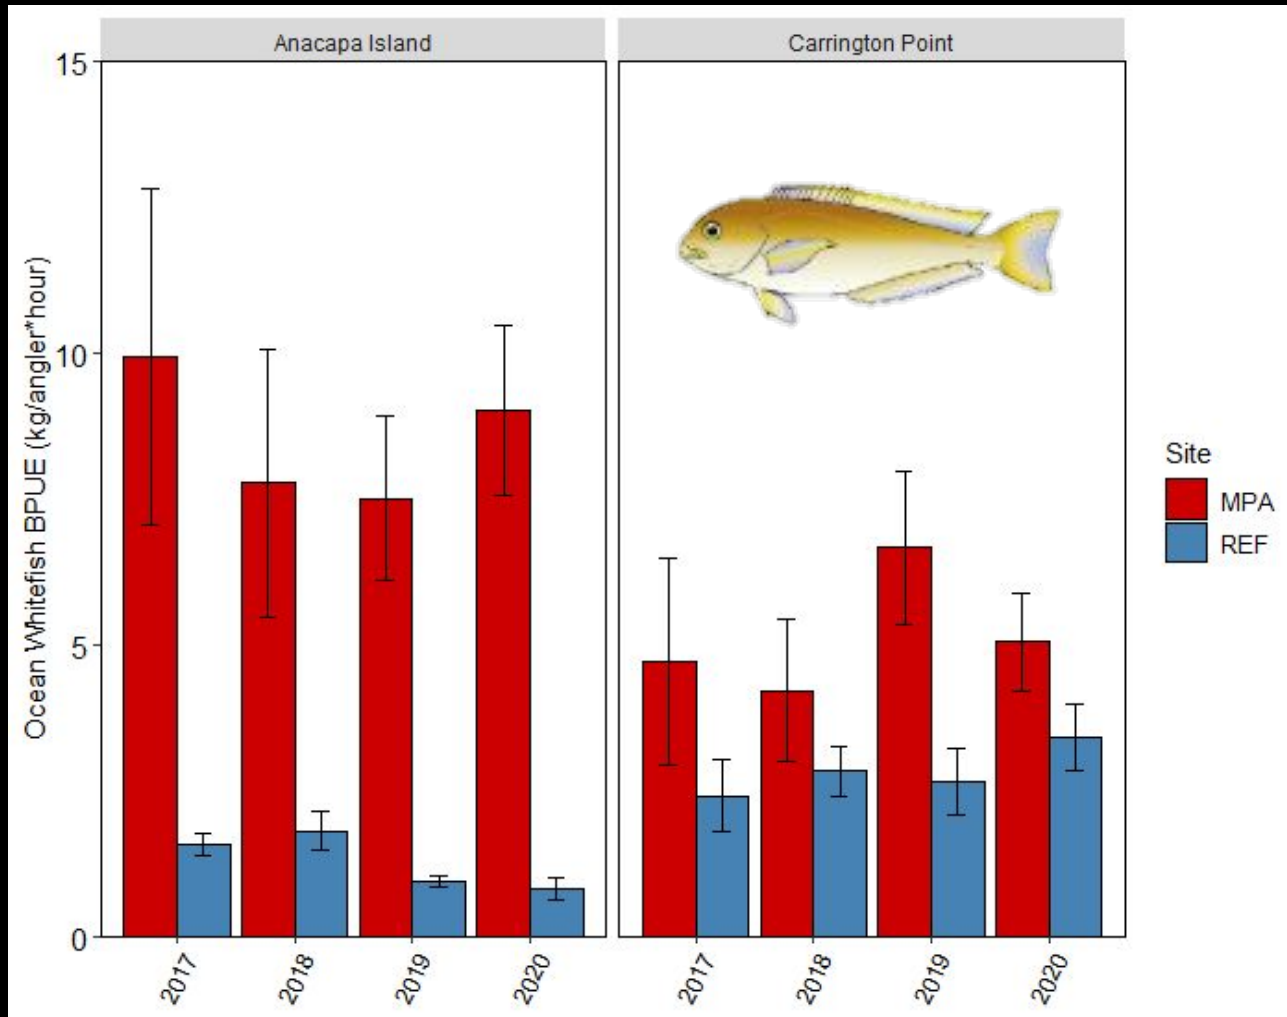 Anacapa Island
Carrington Point
Ocean Whitefish BPUE (kg/angler*hour)
15
10
5
0
2017
2018
2019
2020
2017
2018
2019
2020
Site
MPA
REF